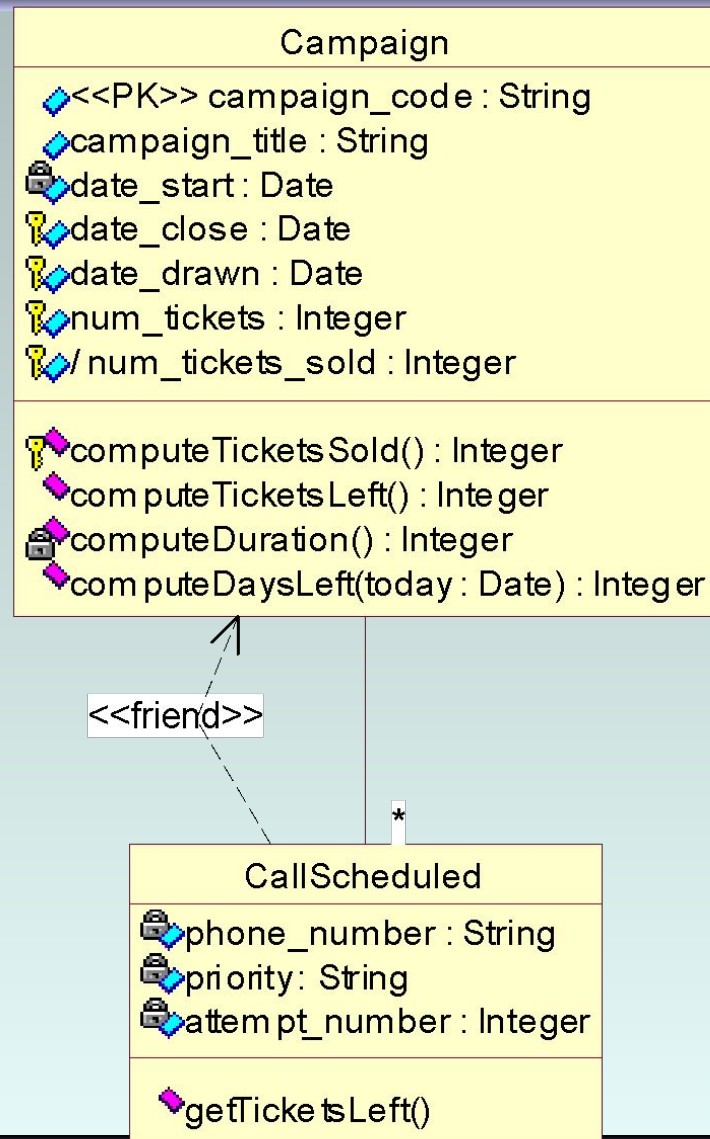 Campaign
<<PK>> campaign_code : String
campaign_title : String
date_start : Date
date_close : Date
date_drawn : Date
num_tickets : Integer
/ num_tickets_sold : Integer
computeTicketsSold() : Integer
computeTicketsLeft() : Integer
computeDuration() : Integer
computeDaysLeft(today : Date) : Integer
<<friend>>
*
CallScheduled
phone_number : String
priority : String
attempt_number : Integer
getTicketsLeft()